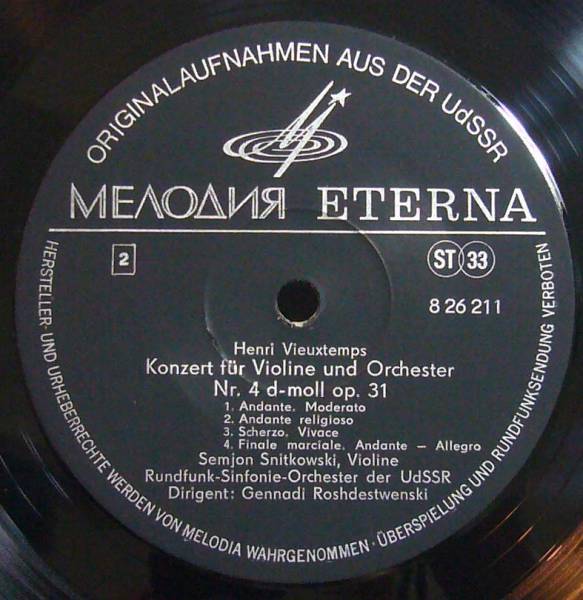 ORIGINALAUFNAHMEN AUS DER UdSSR
МЕЛОДИЯ ETERNA
2
ST 33
8 26 211
Henri Vieuxtemps
Konzert für Violine und Orchester
Nr. 4 d-moll op. 31
1. Andante. Moderato
2. Andante religioso
3. Scherzo. Vivace
4. Finale marciale. Andante — Allegro
Semjon Snitkowski, Violine
Rundfunk-Sinfonie-Orchester der UdSSR
Dirigent: Gennadi Roshdestwenski
HERSTELLER- UND URHEBERRECHTE WERDEN VON MELODIA WAHRGENOMMEN · ÜBERSPIELUNG UND RUNDFUNKSENDUNG VERBOTEN